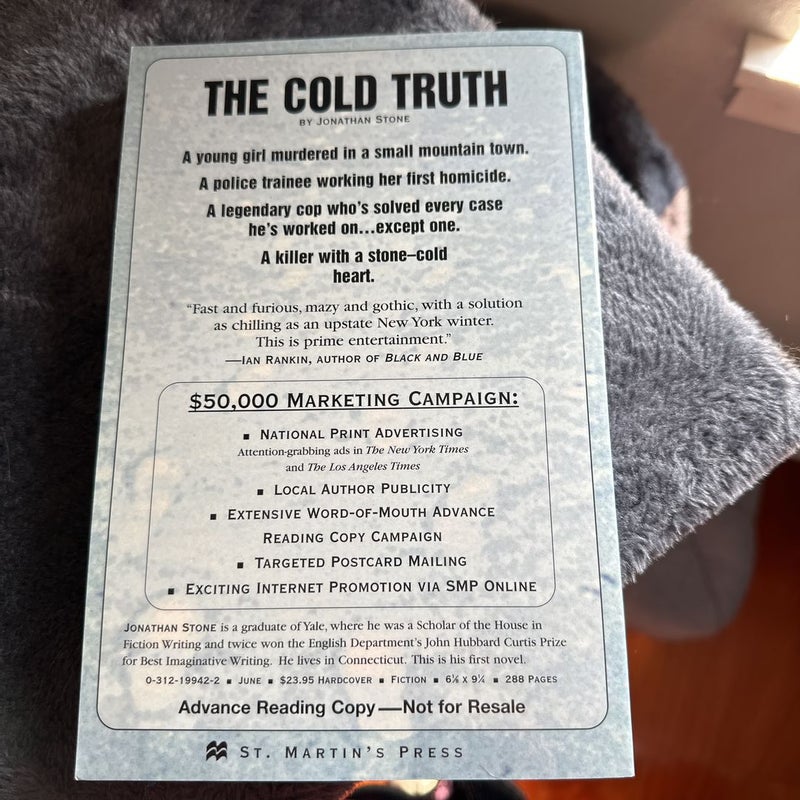 THE COLD TRUTH
BY JONATHAN STONE
A young girl murdered in a small mountain town.
A police trainee working her first homicide.
A legendary cop who's solved every case
he's worked on...except one.
A killer with a stone–cold
heart.
“Fast and furious, mazy and gothic, with a solution
as chilling as an upstate New York winter.
This is prime entertainment.”
—IAN RANKIN, AUTHOR OF BLACK AND BLUE
$50,000 MARKETING CAMPAIGN:
▪ NATIONAL PRINT ADVERTISING
Attention-grabbing ads in The New York Times
and The Los Angeles Times
▪ LOCAL AUTHOR PUBLICITY
▪ EXTENSIVE WORD-OF-MOUTH ADVANCE
READING COPY CAMPAIGN
▪ TARGETED POSTCARD MAILING
▪ EXCITING INTERNET PROMOTION VIA SMP ONLINE
JONATHAN STONE is a graduate of Yale, where he was a Scholar of the House in
Fiction Writing and twice won the English Department's John Hubbard Curtis Prize
for Best Imaginative Writing. He lives in Connecticut. This is his first novel.
0-312-19942-2 ▪ JUNE ▪ $23.95 HARDCOVER ▪ FICTION ▪ 6⅛ X 9¼ ▪ 288 PAGES
Advance Reading Copy—Not for Resale
ST. MARTIN'S PRESS